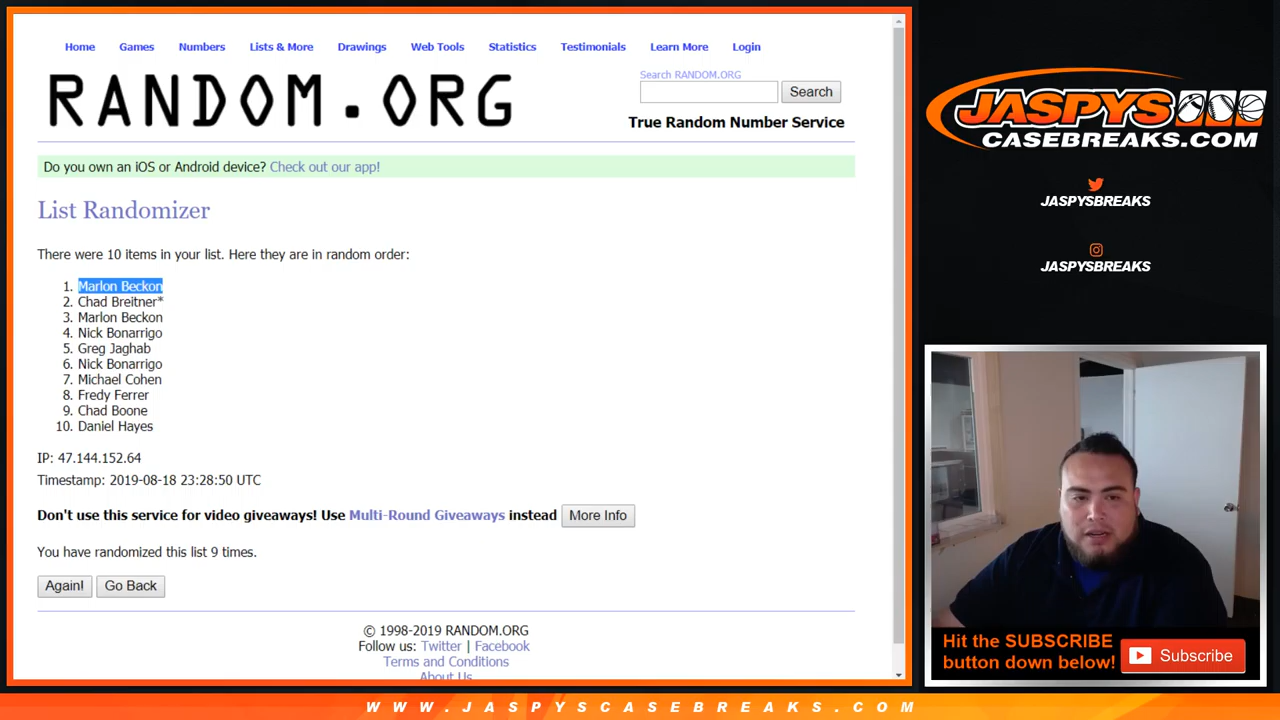 Home Games Numbers Lists & More Drawings Web Tools Statistics Testimonials Learn More Login
RANDOM.ORG
Search RANDOM.ORG
Search
True Random Number Service
Do you own an iOS or Android device? Check out our app!
List Randomizer
There were 10 items in your list. Here they are in random order:
1. Marlon Beckon
2. Chad Breitner*
3. Marlon Beckon
4. Nick Bonarrigo
5. Greg Jaghab
6. Nick Bonarrigo
7. Michael Cohen
8. Fredy Ferrer
9. Chad Boone
10. Daniel Hayes
IP: 47.144.152.64
Timestamp: 2019-08-18 23:28:50 UTC
Don't use this service for video giveaways! Use Multi-Round Giveaways instead More Info
You have randomized this list 9 times.
Again! Go Back
© 1998-2019 RANDOM.ORG
Follow us: Twitter | Facebook
Terms and Conditions
About Us
JASPYS
CASEBREAKS.COM
JASPYSBREAKS
JASPYSBREAKS
Hit the SUBSCRIBE
button down below!
Subscribe
WWW.JASPYSCASEBREAKS.COM